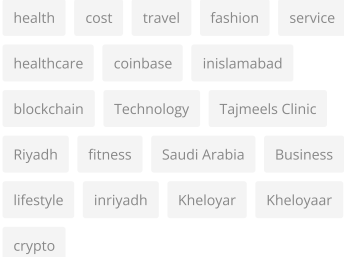 health cost travel fashion service
healthcare coinbase inislamabad
blockchain Technology Tajmeels Clinic
Riyadh fitness Saudi Arabia Business
lifestyle inriyadh Kheloyar Kheloyaar
crypto